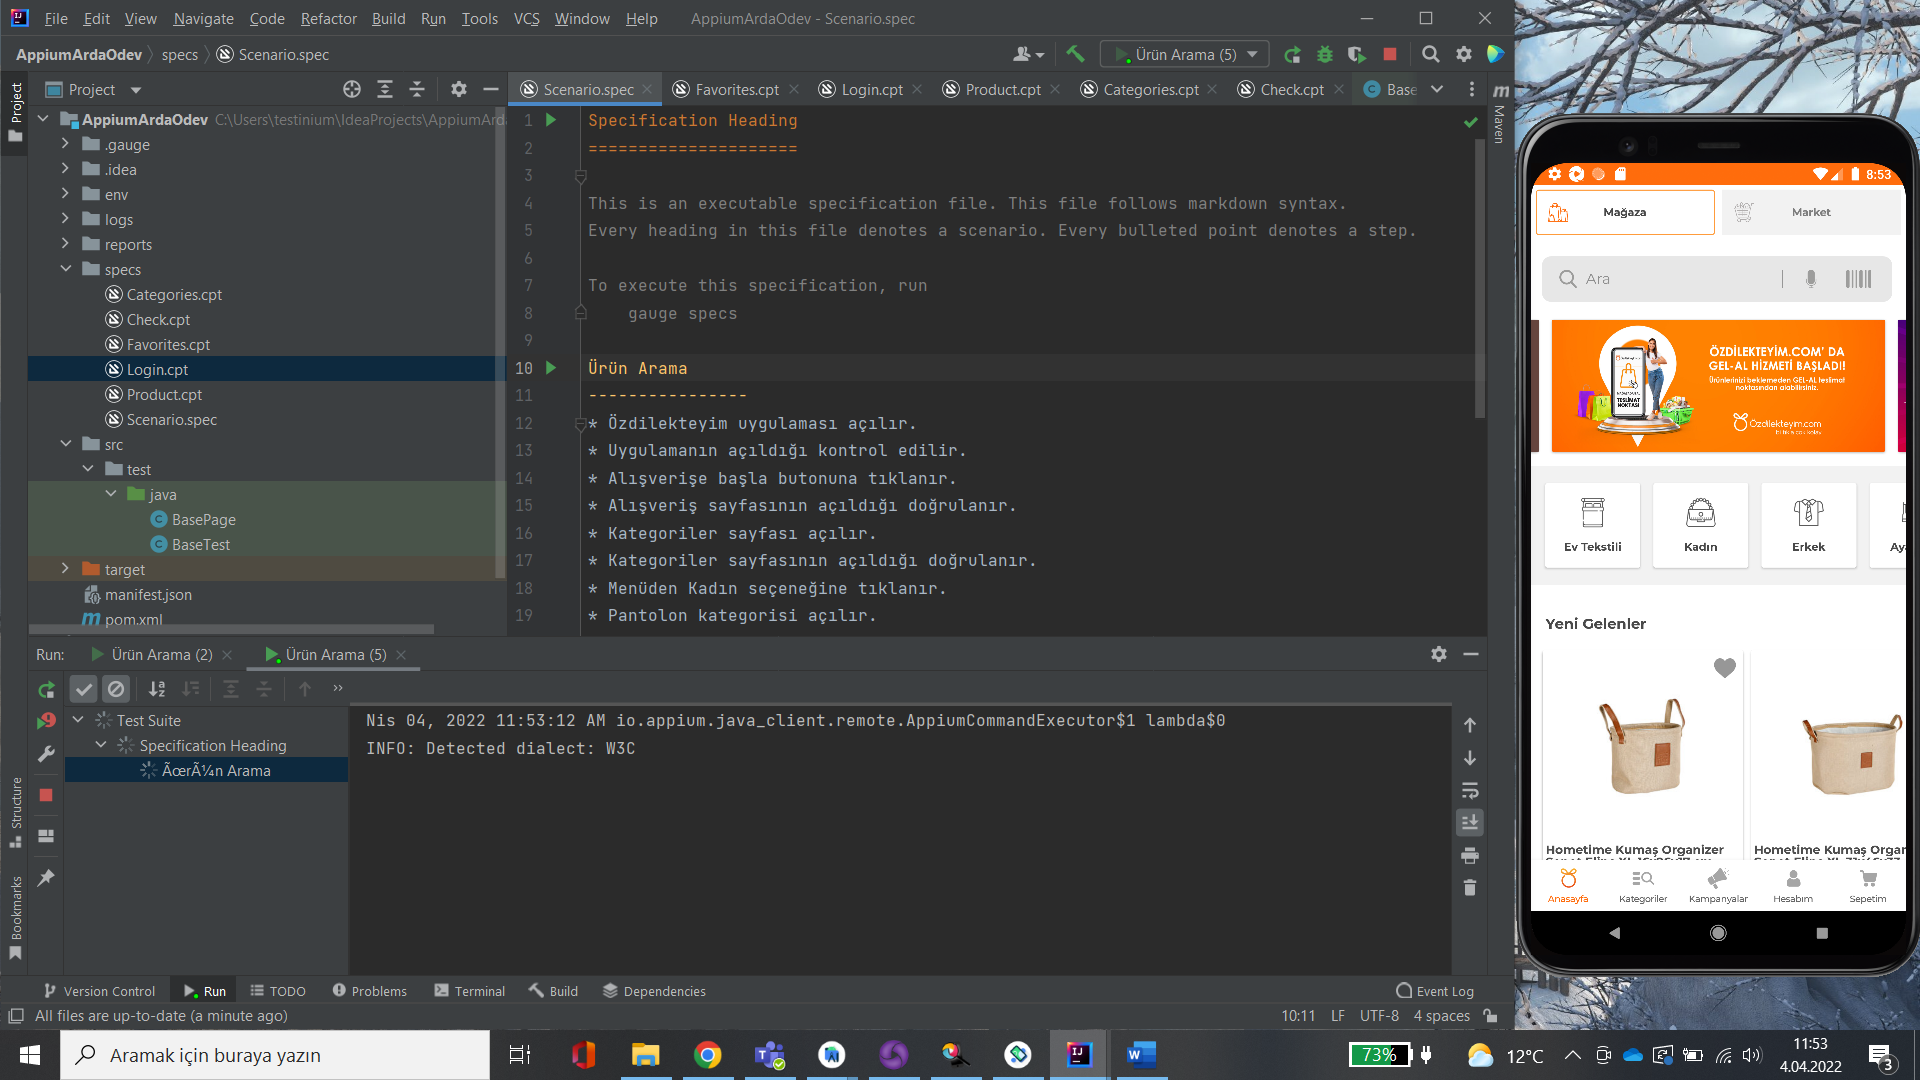 File Edit View Navigate Code Refactor Build Run Tools VCS Window Help AppiumArdaOdev - Scenario.spec
AppiumArdaOdev specs Scenario.spec
Ürün Arama (5)
Project
Scenario.spec Favorites.cpt Login.cpt Product.cpt Categories.cpt Check.cpt Base
Project
Maven
AppiumArdaOdev C:\Users\testinium\IdeaProjects\AppiumArd
.gauge
.idea
env
logs
reports
specs
Categories.cpt
Check.cpt
Favorites.cpt
Login.cpt
Product.cpt
Scenario.spec
src
test
java
BasePage
BaseTest
target
manifest.json
pom.xml
1 Specification Heading
2 =====================
3
4 This is an executable specification file. This file follows markdown syntax.
5 Every heading in this file denotes a scenario. Every bulleted point denotes a step.
6
7 To execute this specification, run
8 gauge specs
9
10 Ürün Arama
11 ----------------
12 * Özdilekteyim uygulaması açılır.
13 * Uygulamanın açıldığı kontrol edilir.
14 * Alışverişe başla butonuna tıklanır.
15 * Alışveriş sayfasının açıldığı doğrulanır.
16 * Kategoriler sayfası açılır.
17 * Kategoriler sayfasının açıldığı doğrulanır.
18 * Menüden Kadın seçeneğine tıklanır.
19 * Pantolon kategorisi açılır.
Run: Ürün Arama (2) Ürün Arama (5)
Test Suite
Specification Heading
ÃœrÃ¼n Arama
Nis 04, 2022 11:53:12 AM io.appium.java_client.remote.AppiumCommandExecutor$1 lambda$0
INFO: Detected dialect: W3C
Structure
Bookmarks
Version Control Run TODO Problems Terminal Build Dependencies Event Log
All files are up-to-date (a minute ago) 10:11 LF UTF-8 4 spaces
Aramak için buraya yazın
73% 12°C 11:53
4.04.2022 3
8:53
Mağaza Market
Ara
ÖZDİLEKTEYİM.COM' DA
GEL-AL HİZMETİ BAŞLADI!
Ürünlerinizi beklemeden GEL-AL teslimat
noktasından alabilirsiniz.
TESLİMAT
NOKTASI
Özdilekteyim.com
Ev Tekstili Kadın Erkek Aya
Yeni Gelenler
Hometime Kumaş Organizer Hometime Kumaş Organ
Anasayfa Kategoriler Kampanyalar Hesabım Sepetim